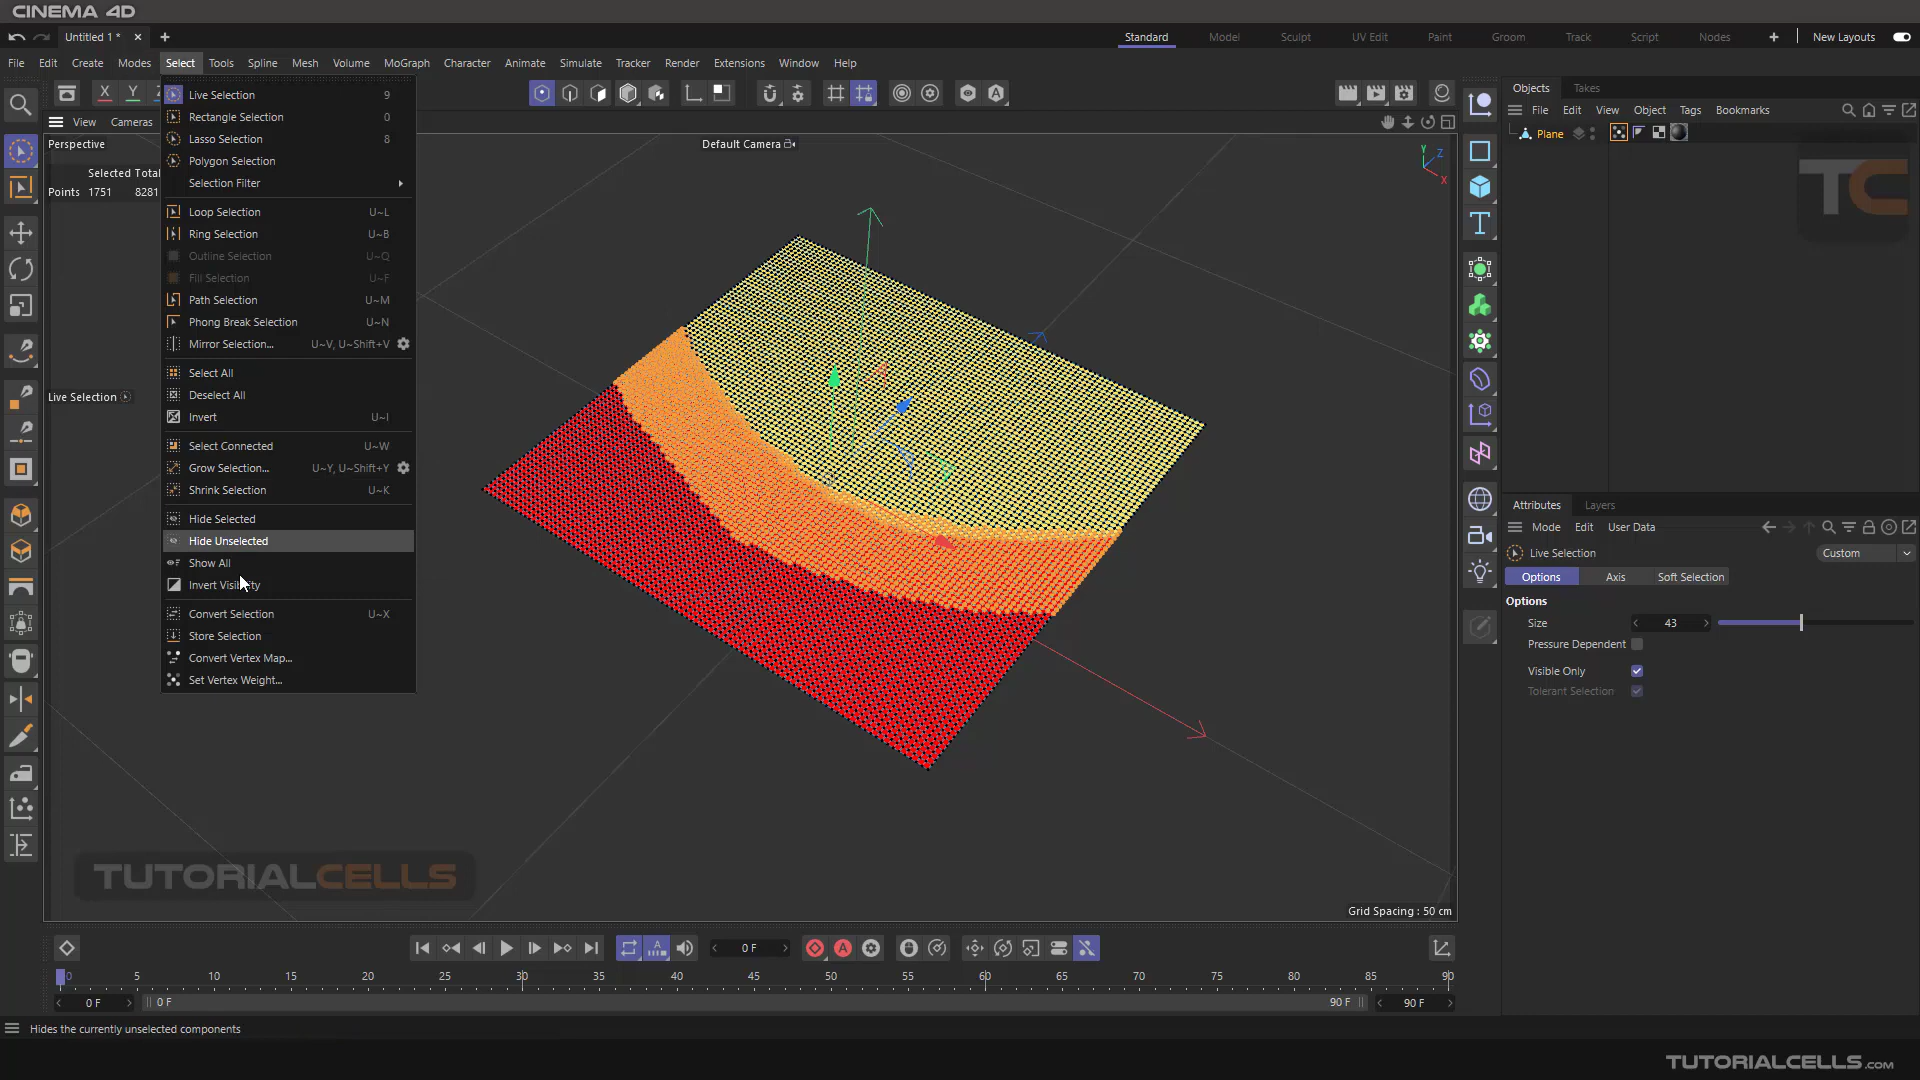 CINEMA 4D
Untitled 1 *
Standard
Model
Sculpt
UV Edit
Paint
Groom
Track
Script
Nodes
New Layouts
File Edit Create Modes Select Tools Spline Mesh Volume MoGraph Character Animate Simulate Tracker Render Extensions Window Help
X Y Z
View Cameras
Perspective
Default Camera
Selected Total
Points 1751 8281
Live Selection
Live Selection 9
Rectangle Selection 0
Lasso Selection 8
Polygon Selection
Selection Filter
Loop Selection U~L
Ring Selection U~B
Outline Selection U~Q
Fill Selection U~F
Path Selection U~M
Phong Break Selection U~N
Mirror Selection... U~V, U~Shift+V
Select All
Deselect All
Invert U~I
Select Connected U~W
Grow Selection... U~Y, U~Shift+Y
Shrink Selection U~K
Hide Selected
Hide Unselected
Show All
Invert Visibility
Convert Selection U~X
Store Selection
Convert Vertex Map...
Set Vertex Weight...
Y Z X
TUTORIALCELLS
Grid Spacing : 50 cm
Objects Takes
File Edit View Object Tags Bookmarks
Plane
TC
Attributes Layers
Mode Edit User Data
Live Selection
Custom
Options Axis Soft Selection
Options
Size 43
Pressure Dependent
Visible Only
Tolerant Selection
0 F
0 5 10 15 20 25 30 35 40 45 50 55 60 65 70 75 80 85 90
0 F 0 F 90 F 90 F
Hides the currently unselected components
TUTORIALCELLS.com